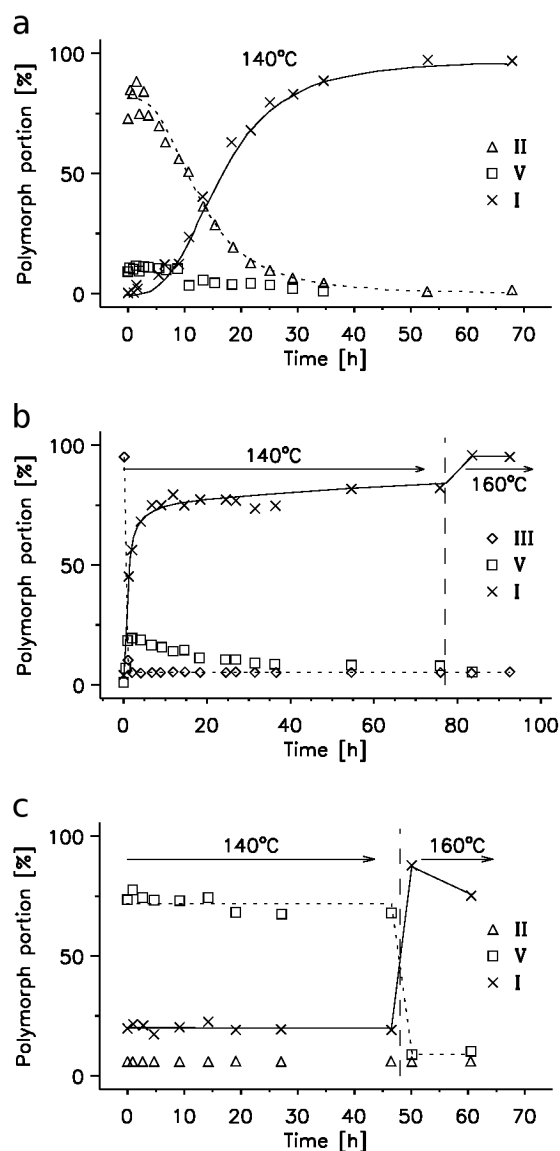 a
140°C
100
50
0
Polymorph portion [%]
II
V
I
0 10 20 30 40 50 60 70
Time [h]
b
140°C
160°C
100
50
0
Polymorph portion [%]
III
V
I
0 20 40 60 80 100
Time [h]
c
140°C
160°C
100
50
0
Polymorph portion [%]
II
V
I
0 10 20 30 40 50 60 70
Time [h]